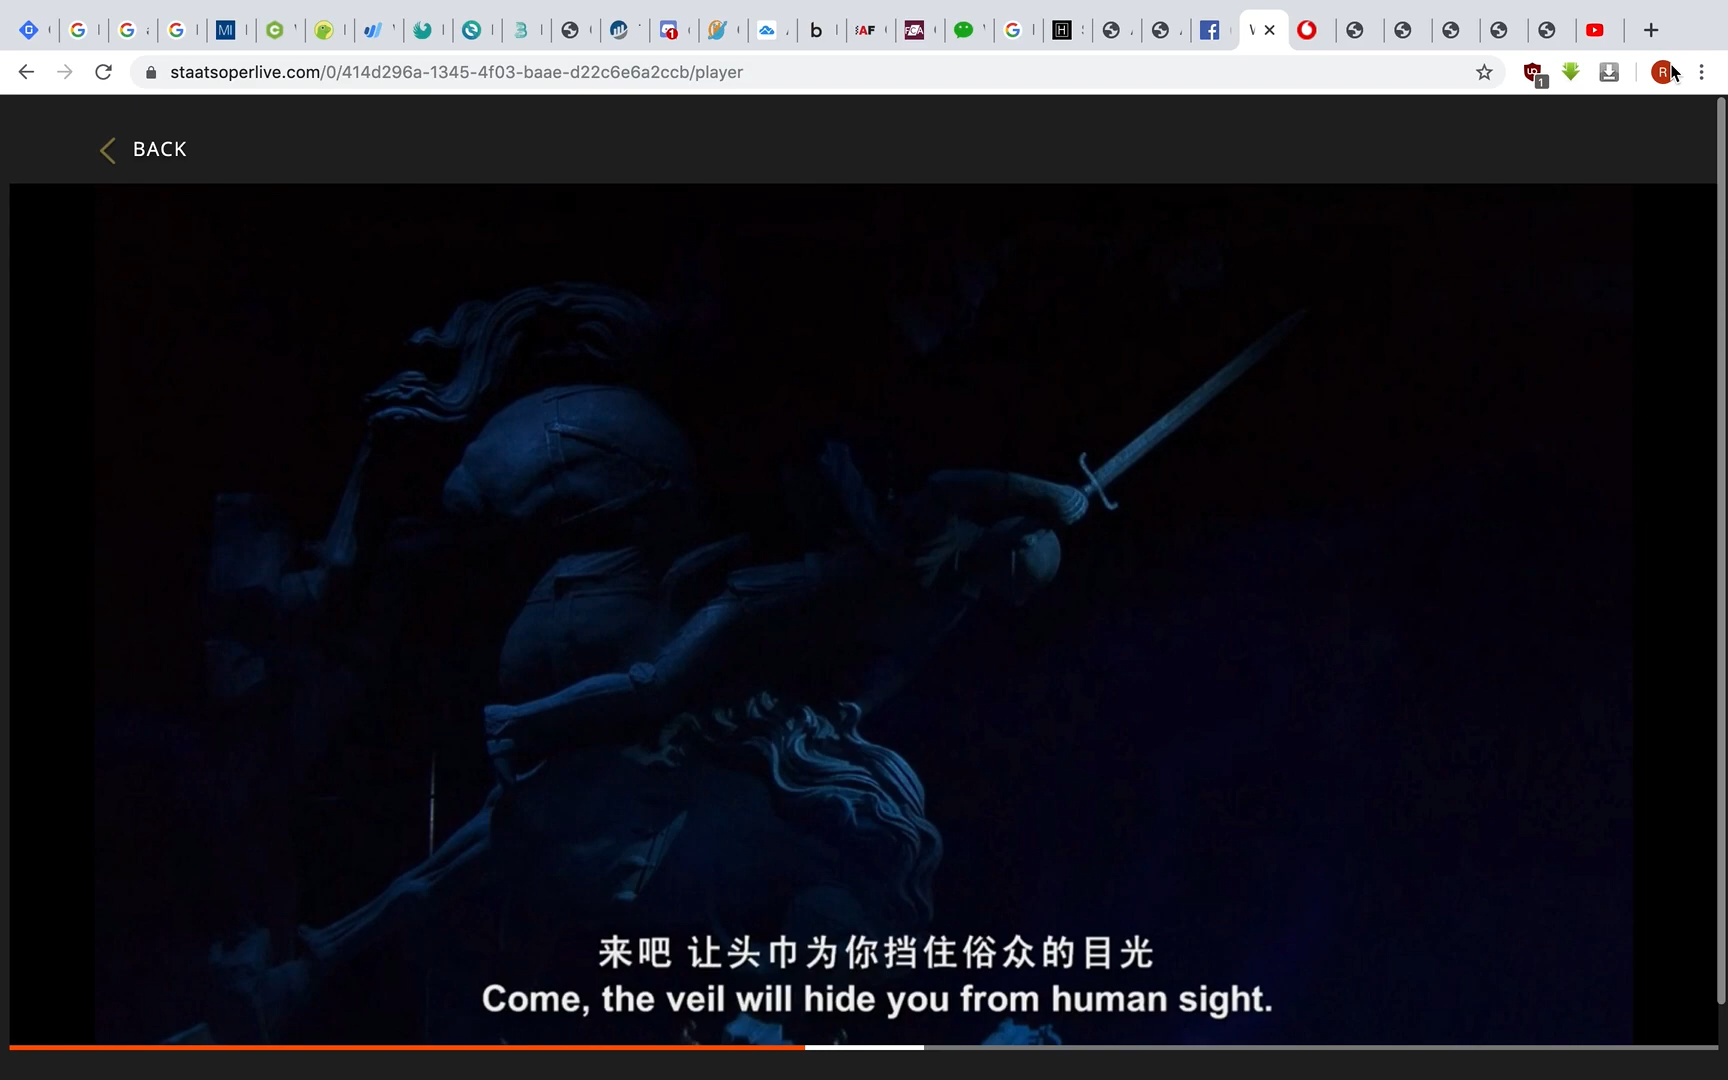 staatsoperlive.com/0/414d296a-1345-4f03-baae-d22c6e6a2ccb/player
1
R
BACK
来吧 让头巾为你挡住俗众的目光
Come, the veil will hide you from human sight.